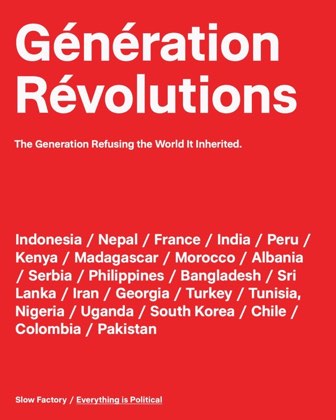 Génération
Révolutions
The Generation Refusing the World It Inherited.
Indonesia / Nepal / France / India / Peru /
Kenya / Madagascar / Morocco / Albania
/ Serbia / Philippines / Bangladesh / Sri
Lanka / Iran / Georgia / Turkey / Tunisia,
Nigeria / Uganda / South Korea / Chile /
Colombia / Pakistan
Slow Factory / Everything is Political